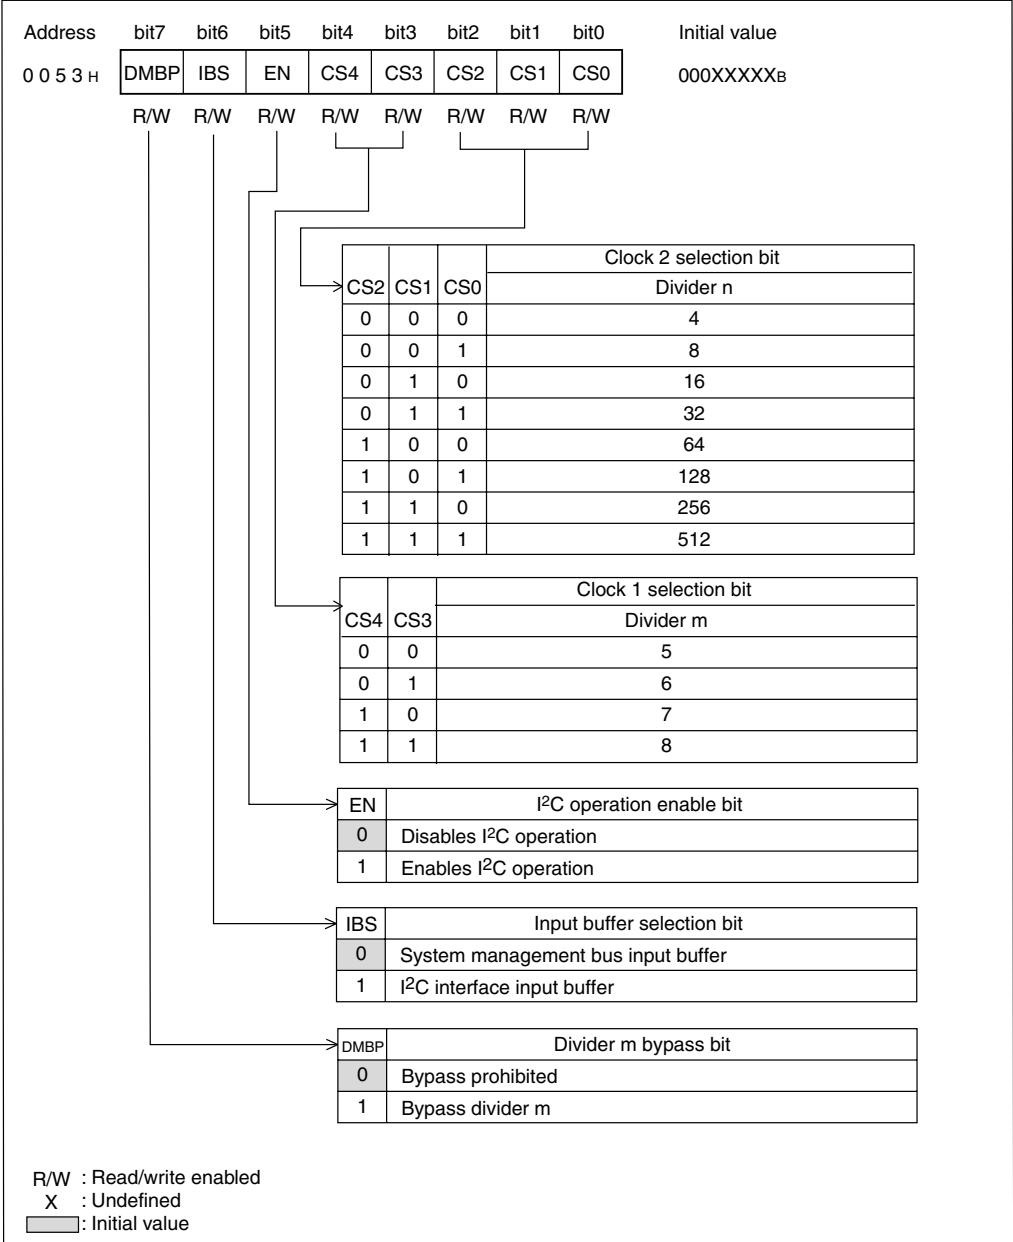 Address bit7 bit6 bit5 bit4 bit3 bit2 bit1 bit0 Initial value
0 0 5 3 H DMBP IBS EN CS4 CS3 CS2 CS1 CS0 000XXXXXB
R/W R/W R/W R/W R/W R/W R/W R/W
Clock 2 selection bit
CS2 CS1 CS0 Divider n
0 0 0 4
0 0 1 8
0 1 0 16
0 1 1 32
1 0 0 64
1 0 1 128
1 1 0 256
1 1 1 512
Clock 1 selection bit
CS4 CS3 Divider m
0 0 5
0 1 6
1 0 7
1 1 8
EN I2C operation enable bit
0 Disables I2C operation
1 Enables I2C operation
IBS Input buffer selection bit
0 System management bus input buffer
1 I2C interface input buffer
DMBP Divider m bypass bit
0 Bypass prohibited
1 Bypass divider m
R/W : Read/write enabled
X : Undefined
: Initial value